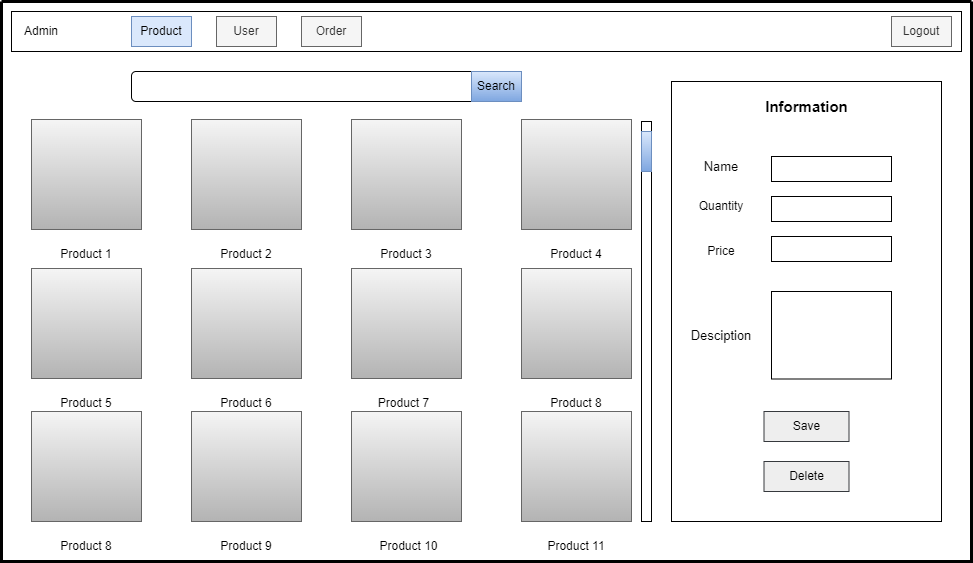 Admin
Product
User
Order
Logout
Search
Product 1
Product 2
Product 3
Product 4
Product 5
Product 6
Product 7
Product 8
Product 8
Product 9
Product 10
Product 11
Information
Name
Quantity
Price
Desciption
Save
Delete